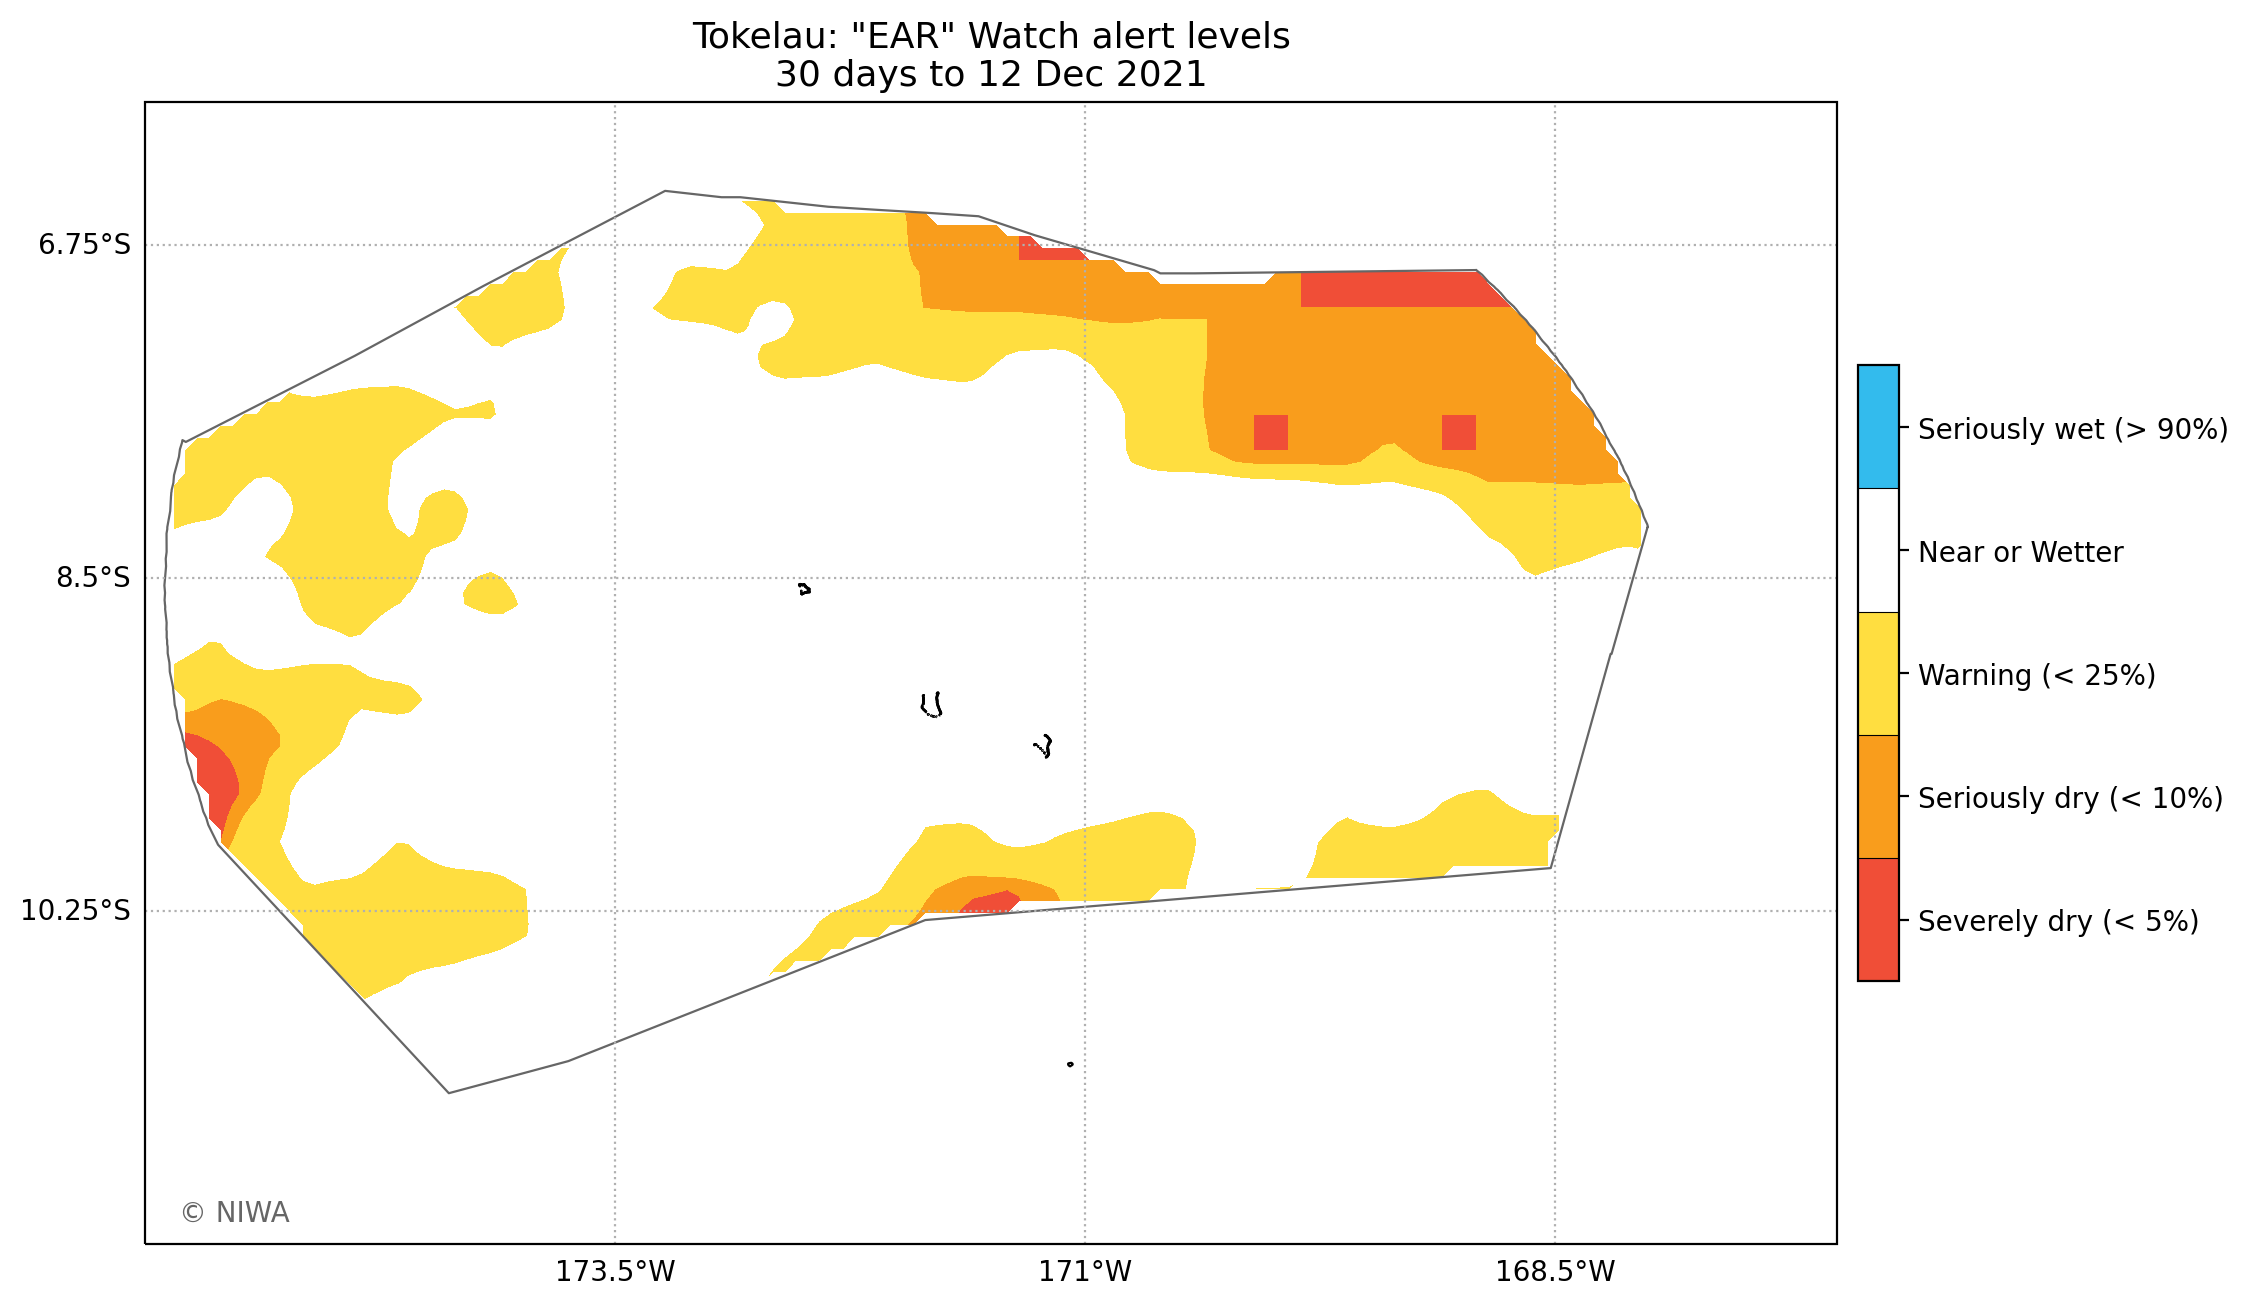 Tokelau: "EAR" Watch alert levels
30 days to 12 Dec 2021
6.75°S
8.5°S
10.25°S
173.5°W
171°W
168.5°W
Seriously wet (> 90%)
Near or Wetter
Warning (< 25%)
Seriously dry (< 10%)
Severely dry (< 5%)
© NIWA